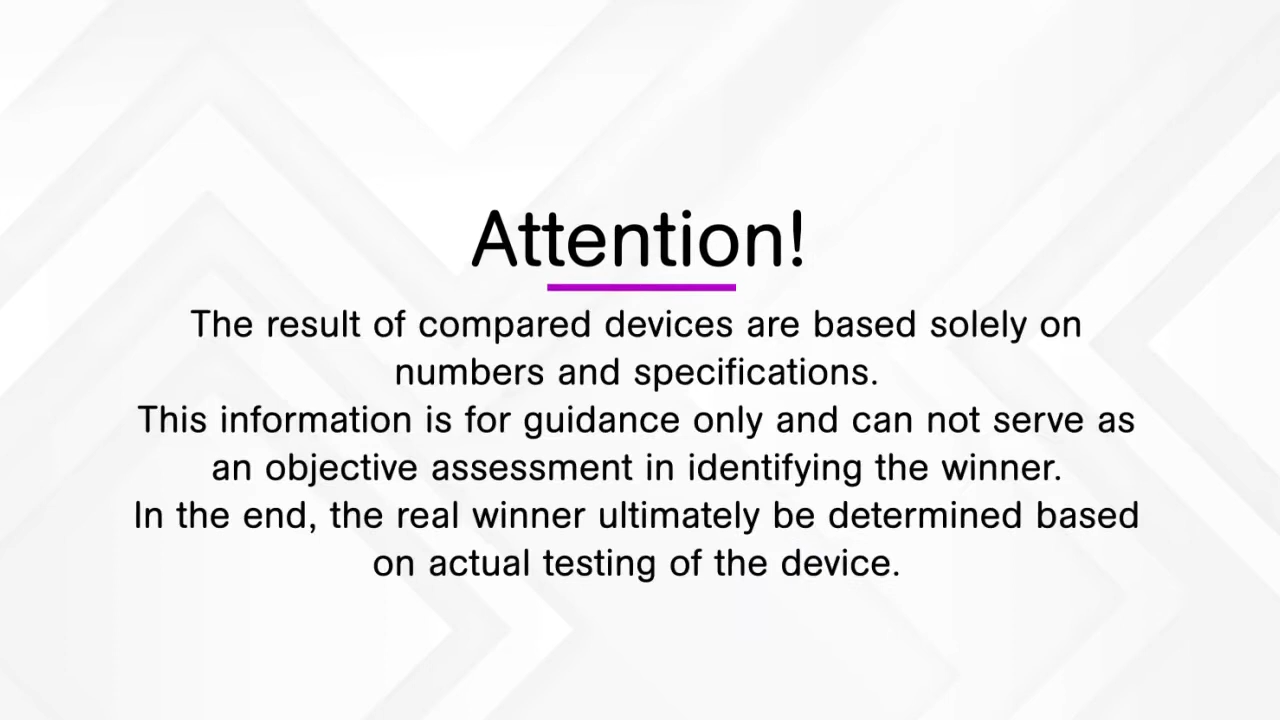 Attention!
The result of compared devices are based solely on
numbers and specifications.
This information is for guidance only and can not serve as
an objective assessment in identifying the winner.
In the end, the real winner ultimately be determined based
on actual testing of the device.